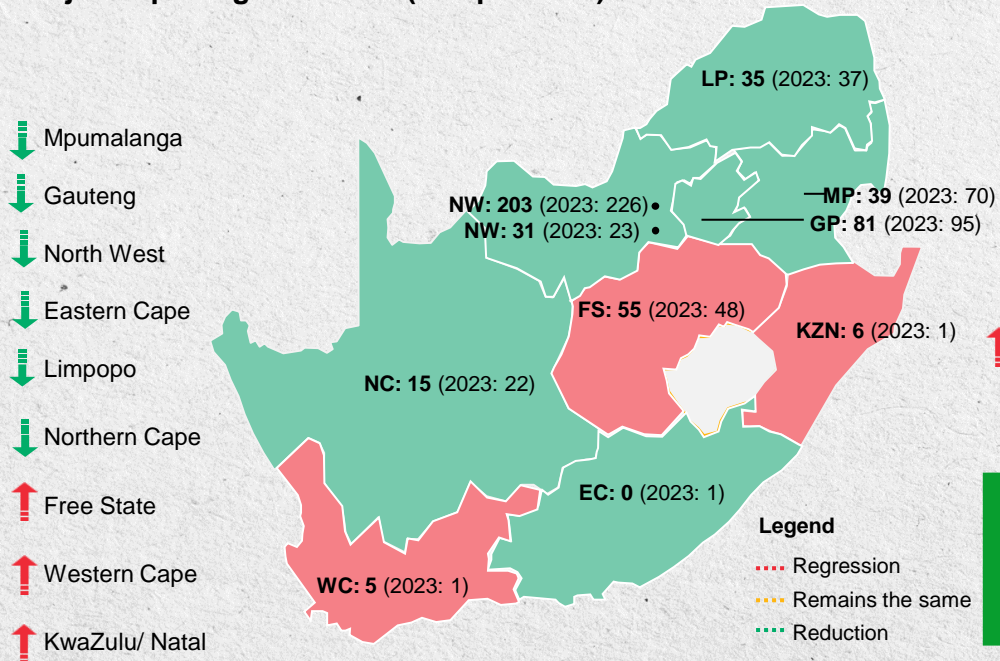 LP: 35 (2023: 37)
Mpumalanga
Gauteng
North West
Eastern Cape
Limpopo
Northern Cape
Free State
Western Cape
KwaZulu/ Natal
NW: 203 (2023: 226)
NW: 31 (2023: 23)
MP: 39 (2023: 70)
GP: 81 (2023: 95)
FS: 55 (2023: 48)
KZN: 6 (2023: 1)
NC: 15 (2023: 22)
EC: 0 (2023: 1)
WC: 5 (2023: 1)
Legend
Regression
Remains the same
Reduction